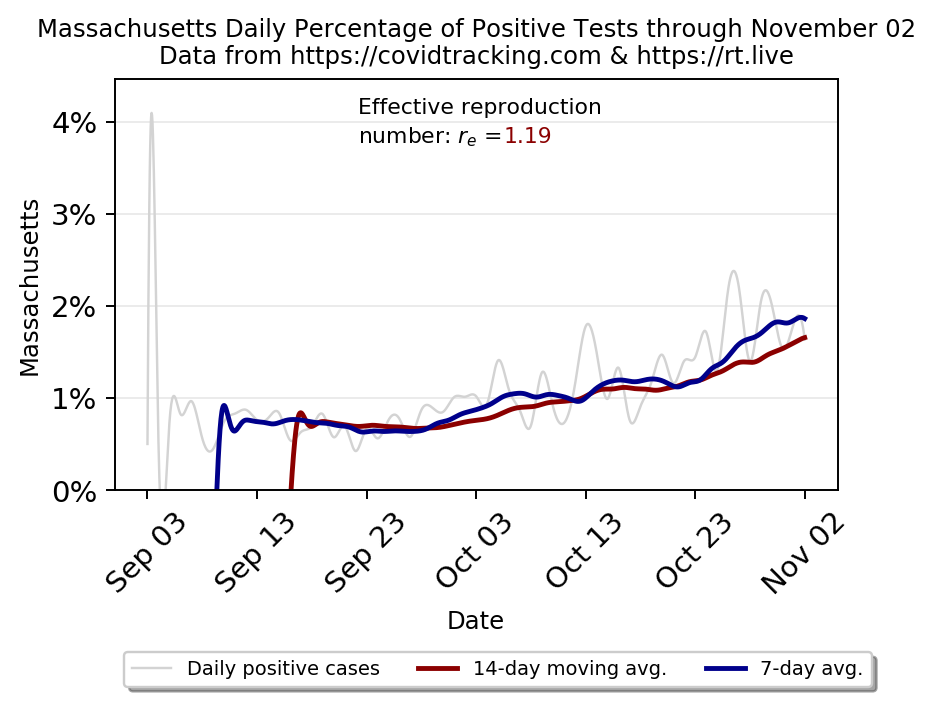 Massachusetts Daily Percentage of Positive Tests through November 02
Data from https://covidtracking.com & https://rt.live
Effective reproduction
number: rₑ =1.19
4%
3%
2%
1%
0%
Massachusetts
Sep 03
Sep 13
Sep 23
Oct 03
Oct 13
Oct 23
Nov 02
Date
Daily positive cases
14-day moving avg.
7-day avg.